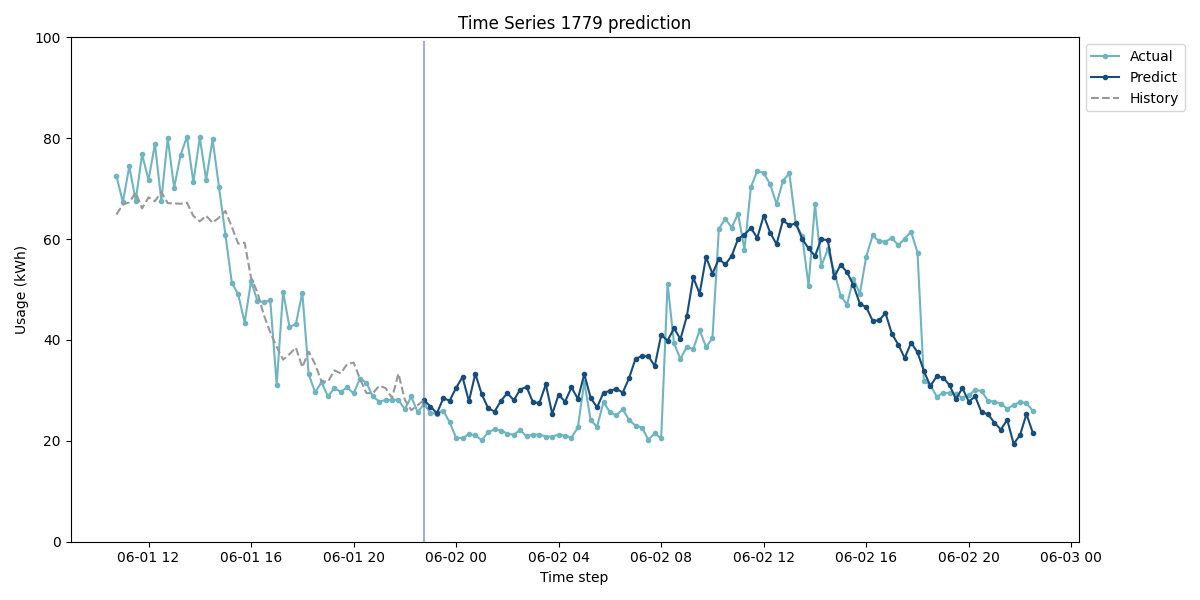 Time Series 1779 prediction
100
80
60
40
20
0
Usage (kWh)
06-01 12
06-01 16
06-01 20
06-02 00
06-02 04
06-02 08
06-02 12
06-02 16
06-02 20
06-03 00
Time step
Actual
Predict
History